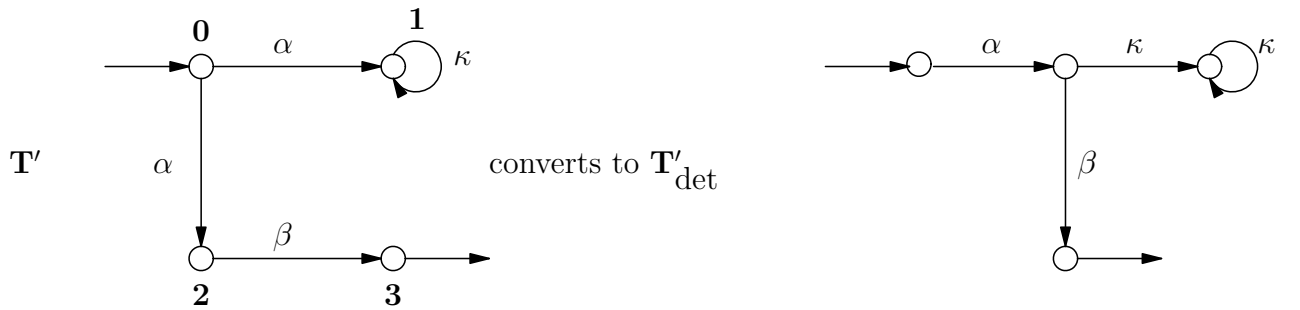 0 α 1 κ α κ κ
T′ α converts to T′det β
β
2 3